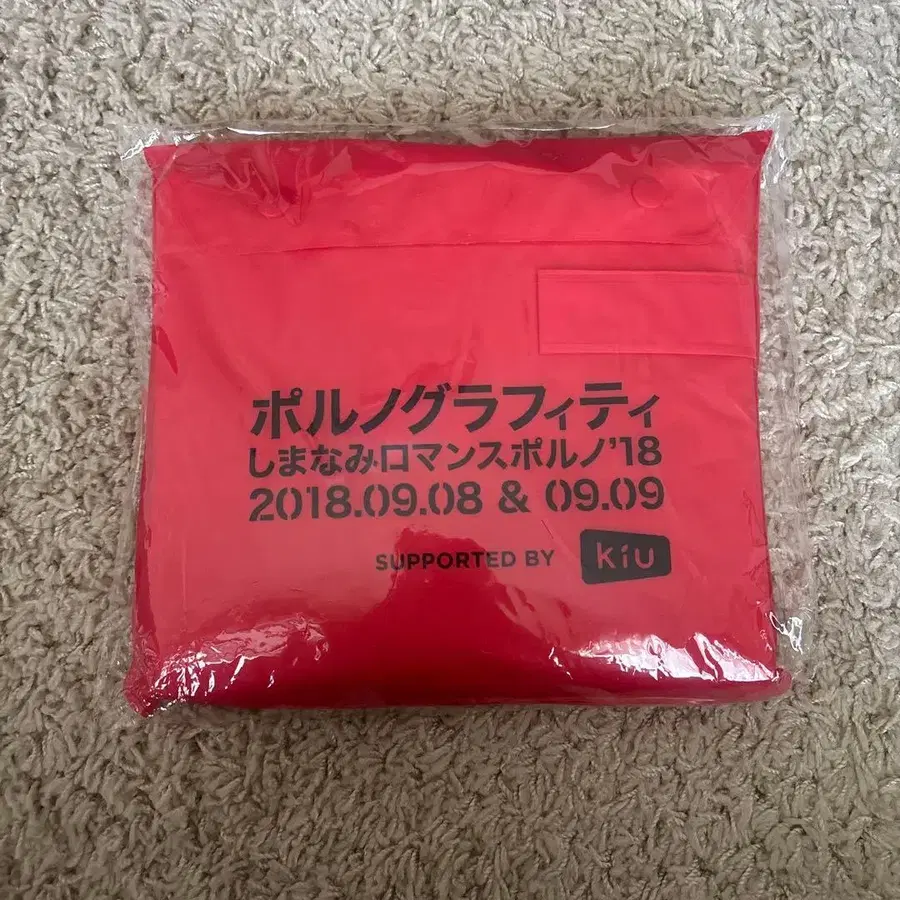 ポルノグラフィティ
しまなみロマンスポルノ'18
2018.09.08 & 09.09
SUPPORTED BY KiU